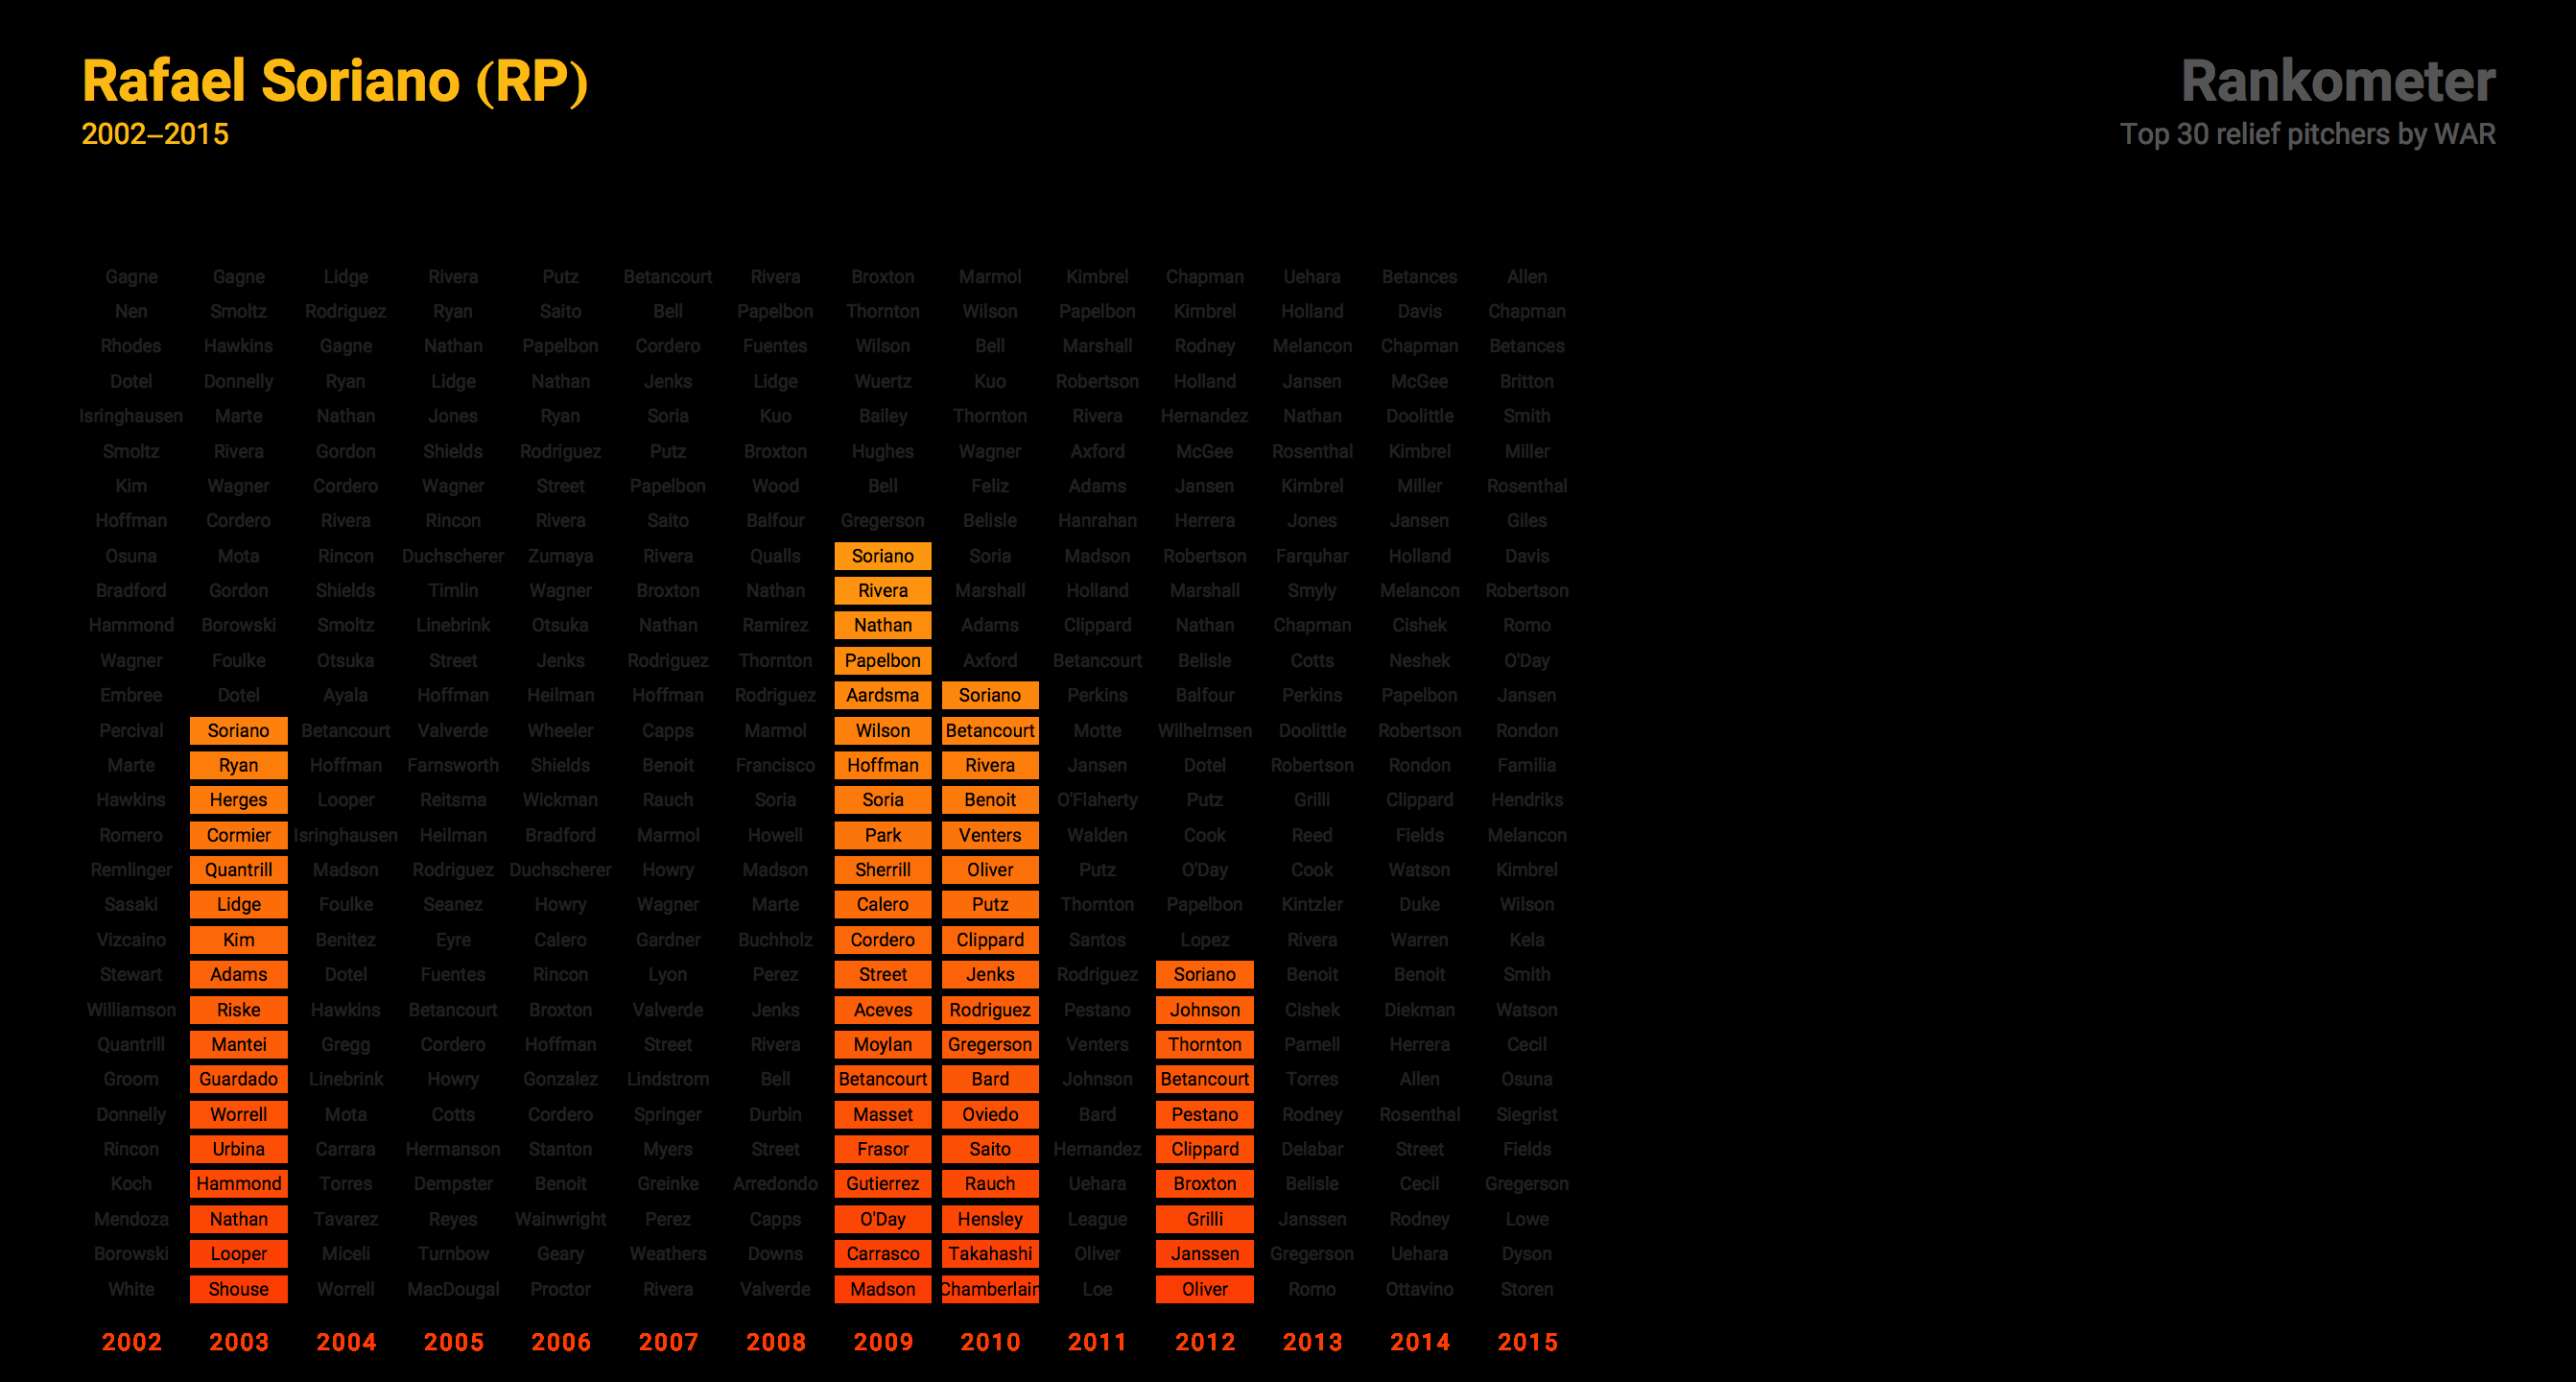 Rafael Soriano (RP)
2002–2015
Rankometer
Top 30 relief pitchers by WAR
Gagne Gagne Lidge Rivera Putz Betancourt Rivera Broxton Marmol Kimbrel Chapman Uehara Betances Allen
Nen Smoltz Rodriguez Ryan Saito Bell Papelbon Thornton Wilson Papelbon Kimbrel Holland Davis Chapman
Rhodes Hawkins Gagne Nathan Papelbon Cordero Fuentes Wilson Bell Marshall Rodney Melancon Chapman Betances
Dotel Donnelly Ryan Lidge Nathan Jenks Lidge Wuertz Kuo Robertson Holland Jansen McGee Britton
Isringhausen Marte Nathan Jones Ryan Soria Kuo Bailey Thornton Rivera Hernandez Nathan Doolittle Smith
Smoltz Rivera Gordon Shields Rodriguez Putz Broxton Hughes Wagner Axford McGee Rosenthal Kimbrel Miller
Kim Wagner Cordero Wagner Street Papelbon Wood Bell Feliz Adams Jansen Kimbrel Miller Rosenthal
Hoffman Cordero Rivera Rincon Rivera Saito Balfour Gregerson Belisle Hanrahan Herrera Jones Jansen Giles
Osuna Mota Rincon Duchscherer Zumaya Rivera Qualls Soriano Soria Madson Robertson Farquhar Holland Davis
Bradford Gordon Shields Timlin Wagner Broxton Nathan Rivera Marshall Holland Marshall Smyly Melancon Robertson
Hammond Borowski Smoltz Linebrink Otsuka Nathan Ramirez Nathan Adams Clippard Nathan Chapman Cishek Romo
Wagner Foulke Otsuka Street Jenks Rodriguez Thornton Papelbon Axford Betancourt Belisle Cotts Neshek O'Day
Embree Dotel Ayala Hoffman Heilman Hoffman Rodriguez Aardsma Soriano Perkins Balfour Perkins Papelbon Jansen
Percival Soriano Betancourt Valverde Wheeler Capps Marmol Wilson Betancourt Motte Wilhelmsen Doolittle Robertson Rondon
Marte Ryan Hoffman Farnsworth Shields Benoit Francisco Hoffman Rivera Jansen Dotel Robertson Rondon Familia
Hawkins Herges Looper Reitsma Wickman Rauch Soria Soria Benoit O'Flaherty Putz Grilli Clippard Hendriks
Romero Cormier Isringhausen Heilman Bradford Marmol Howell Park Venters Walden Cook Reed Fields Melancon
Remlinger Quantrill Madson Rodriguez Duchscherer Howry Madson Sherrill Oliver Putz O'Day Cook Watson Kimbrel
Sasaki Lidge Foulke Seanez Howry Wagner Marte Calero Putz Thornton Papelbon Kintzler Duke Wilson
Vizcaino Kim Benitez Eyre Calero Gardner Buchholz Cordero Clippard Santos Lopez Rivera Warren Kela
Stewart Adams Dotel Fuentes Rincon Lyon Perez Street Jenks Rodriguez Soriano Benoit Benoit Smith
Williamson Riske Hawkins Betancourt Broxton Valverde Jenks Aceves Rodriguez Pestano Johnson Cishek Diekman Watson
Quantrill Mantei Gregg Cordero Hoffman Street Rivera Moylan Gregerson Venters Thornton Parnell Herrera Cecil
Groom Guardado Linebrink Howry Gonzalez Lindstrom Bell Betancourt Bard Johnson Betancourt Torres Allen Osuna
Donnelly Worrell Mota Cotts Cordero Springer Durbin Masset Oviedo Bard Pestano Rodney Rosenthal Siegrist
Rincon Urbina Carrara Hermanson Stanton Myers Street Frasor Saito Hernandez Clippard Delabar Street Fields
Koch Hammond Torres Dempster Benoit Greinke Arredondo Gutierrez Rauch Uehara Broxton Belisle Cecil Gregerson
Mendoza Nathan Tavarez Reyes Wainwright Perez Capps O'Day Hensley League Grilli Janssen Rodney Lowe
Borowski Looper Miceli Turnbow Geary Weathers Downs Carrasco Takahashi Oliver Janssen Gregerson Uehara Dyson
White Shouse Worrell MacDougal Proctor Rivera Valverde Madson Chamberlain Loe Oliver Romo Ottavino Storen
2002 2003 2004 2005 2006 2007 2008 2009 2010 2011 2012 2013 2014 2015